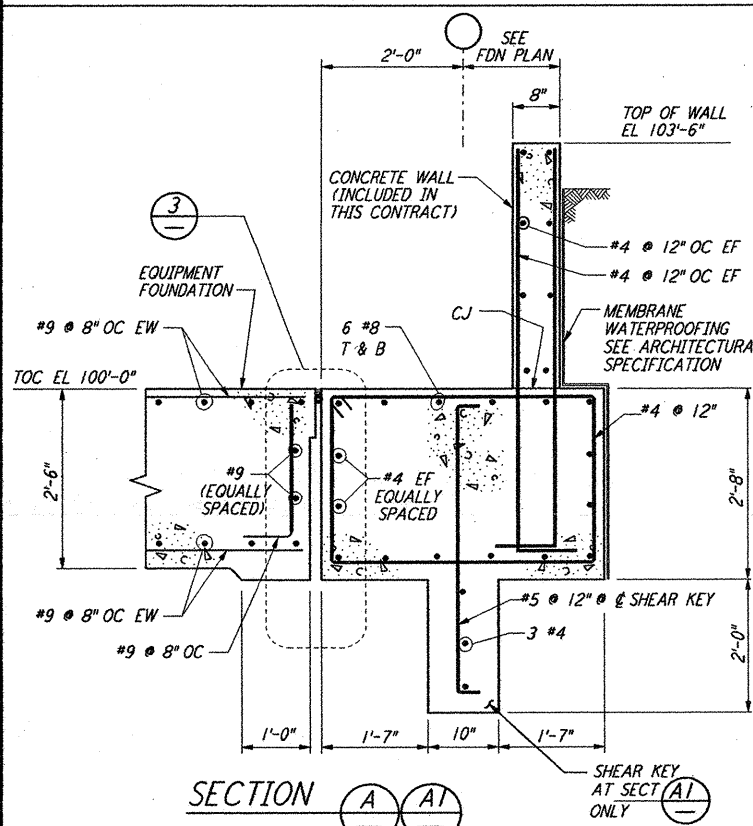 2'-0"
SEE
FDN PLAN
8"
TOP OF WALL
EL 103'-6"
CONCRETE WALL
(INCLUDED IN
THIS CONTRACT)
3
#4 @ 12" OC EF
#4 @ 12" OC EF
EQUIPMENT
FOUNDATION
#9 @ 8" OC EW
6 #8
T & B
CJ
MEMBRANE
WATERPROOFING
SEE ARCHITECTURA
SPECIFICATION
TOC EL 100'-0"
#4 @ 12"
2'-6"
#9
(EQUALLY
SPACED)
#4 EF
EQUALLY
SPACED
2'-8"
#9 @ 8" OC EW
#9 @ 8" OC
#5 @ 12" @ ℄ SHEAR KEY
3 #4
2'-0"
1'-0"
1'-7"
10"
1'-7"
SECTION A A1
SHEAR KEY
AT SECT A1
ONLY